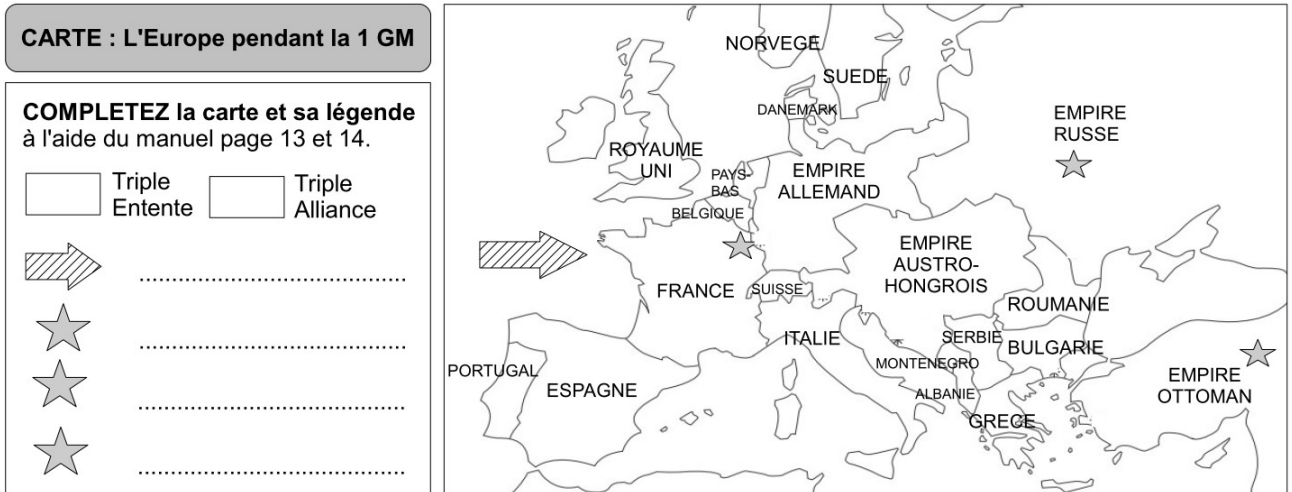 CARTE : L'Europe pendant la 1 GM
COMPLETEZ la carte et sa légende
à l'aide du manuel page 13 et 14.
Triple
Entente
Triple
Alliance
..........................................
..........................................
..........................................
..........................................
NORVEGE
SUEDE
DANEMARK
EMPIRE
RUSSE
ROYAUME
UNI
PAYS-
BAS
EMPIRE
ALLEMAND
BELGIQUE
EMPIRE
AUSTRO-
HONGROIS
FRANCE
SUISSE
ROUMANIE
ITALIE
SERBIE
BULGARIE
MONTENEGRO
PORTUGAL
ESPAGNE
ALBANIE
EMPIRE
OTTOMAN
GRECE